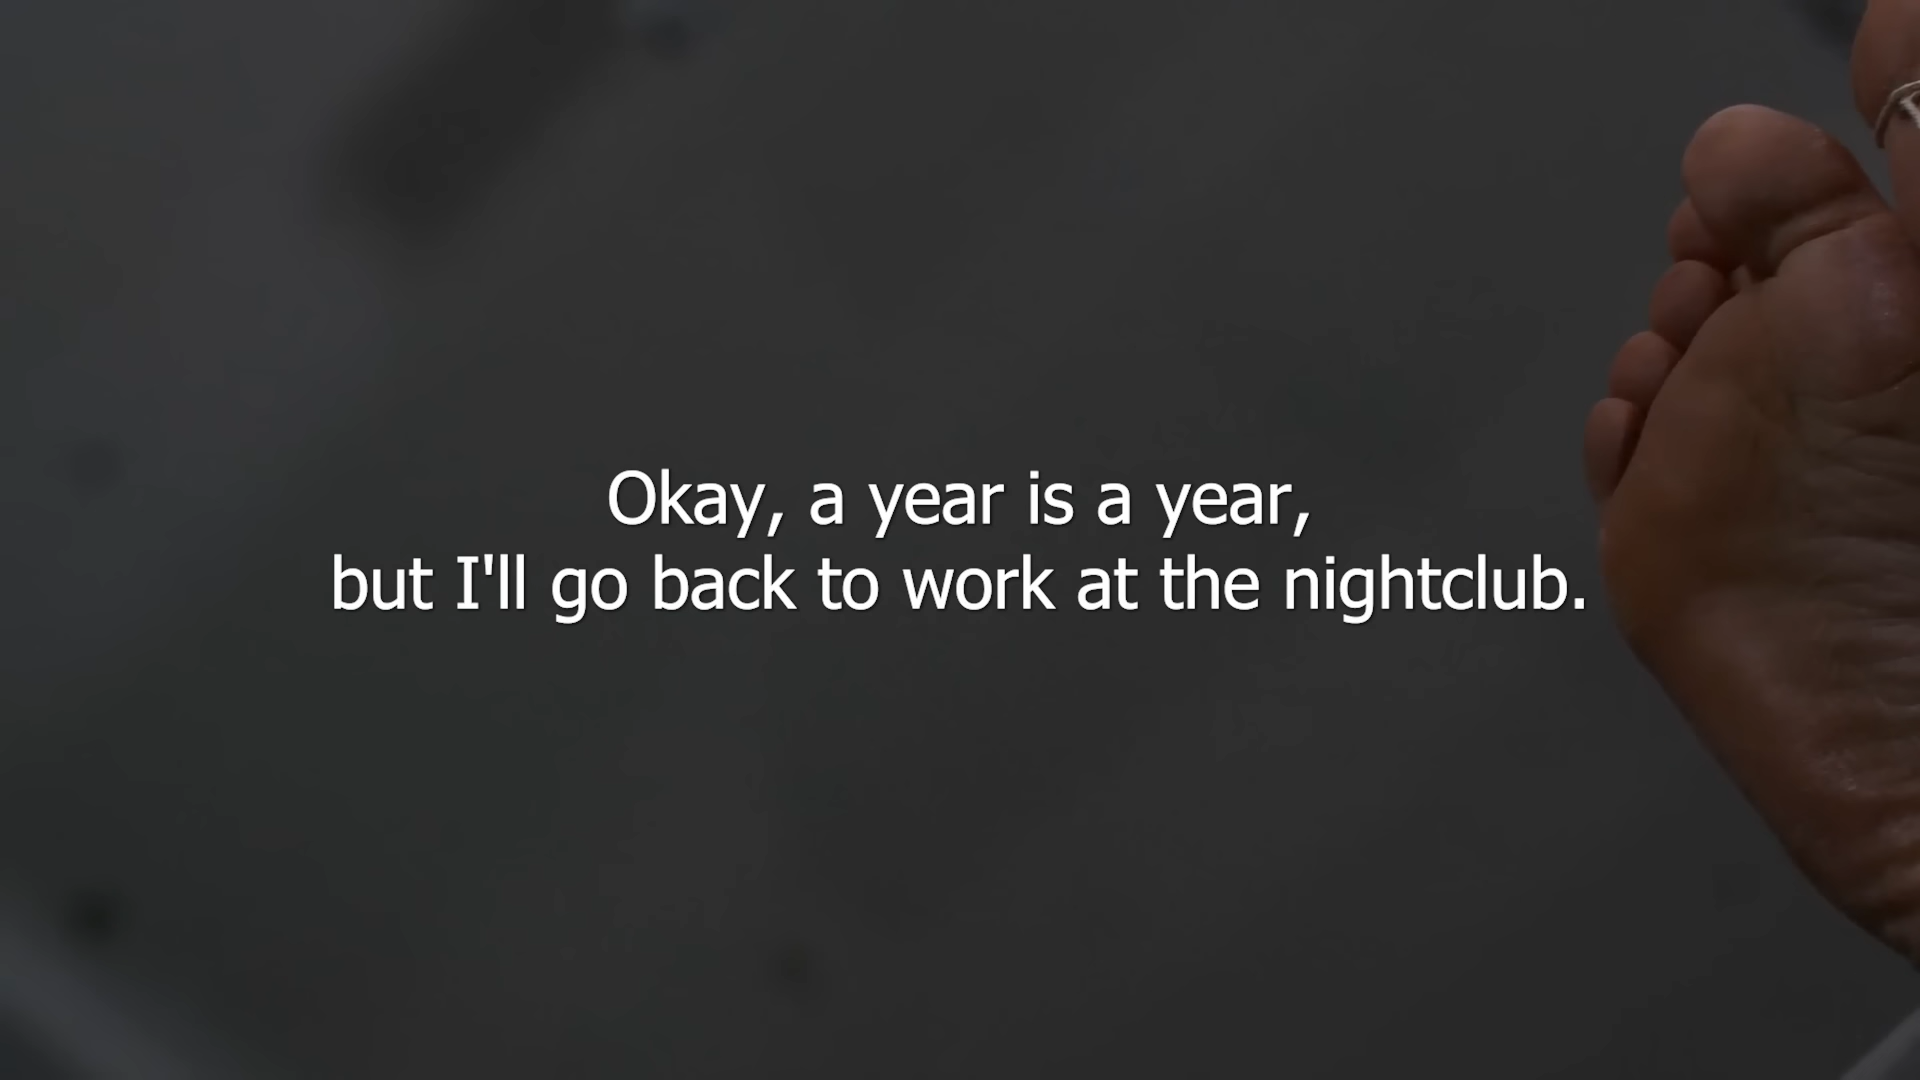 Okay, a year is a year,
but I'll go back to work at the nightclub.